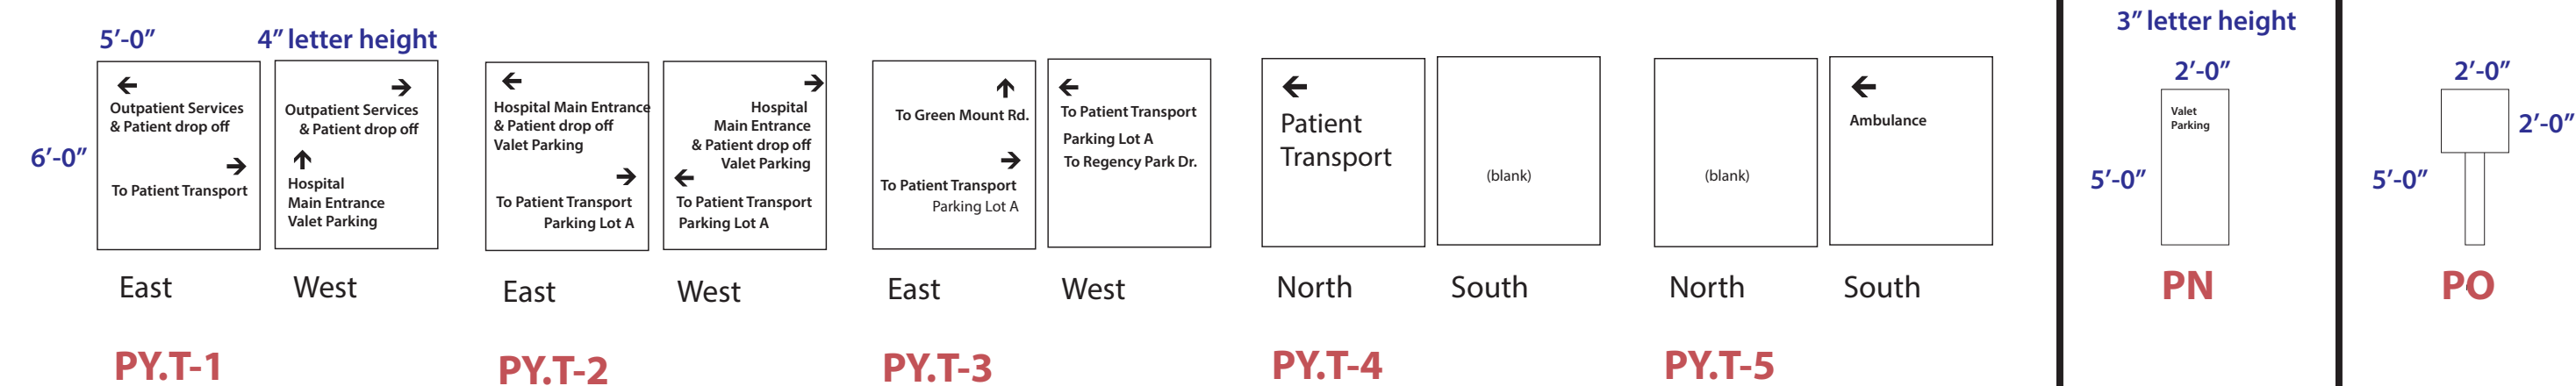 5’-0”
4” letter height
6’-0”
←
Outpatient Services
& Patient drop off
→
To Patient Transport
East
→
Outpatient Services
& Patient drop off
↑
Hospital
Main Entrance
Valet Parking
West
PY.T-1
←
Hospital Main Entrance
& Patient drop off
Valet Parking
→
To Patient Transport
Parking Lot A
East
→
Hospital
Main Entrance
& Patient drop off
Valet Parking
←
To Patient Transport
Parking Lot A
West
PY.T-2
↑
To Green Mount Rd.
→
To Patient Transport
Parking Lot A
East
←
To Patient Transport
Parking Lot A
To Regency Park Dr.
West
PY.T-3
←
Patient
Transport
North
(blank)
South
PY.T-4
(blank)
North
←
Ambulance
South
PY.T-5
3” letter height
2’-0”
Valet
Parking
5’-0”
PN
2’-0”
2’-0”
5’-0”
PO